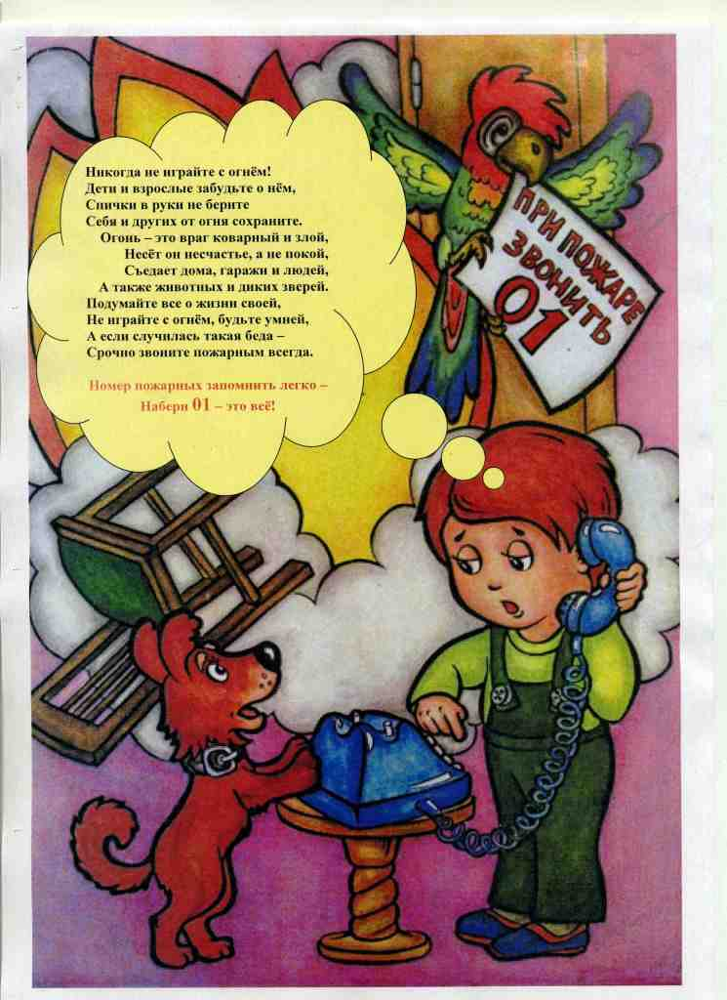 Никогда не играйте с огнём!
Дети и взрослые забудьте о нём,
Спички в руки не берите
Себя и других от огня сохраните.
Огонь – это враг коварный и злой,
Несёт он несчастье, а не покой,
Съедает дома, гаражи и людей,
А также животных и диких зверей.
Подумайте все о жизни своей,
Не играйте с огнём, будьте умней,
А если случилась такая беда –
Срочно звоните пожарным всегда.
Номер пожарных запомнить легко –
Набери 01 – это всё!
ПРИ ПОЖАРЕ
ЗВОНИТЬ
01